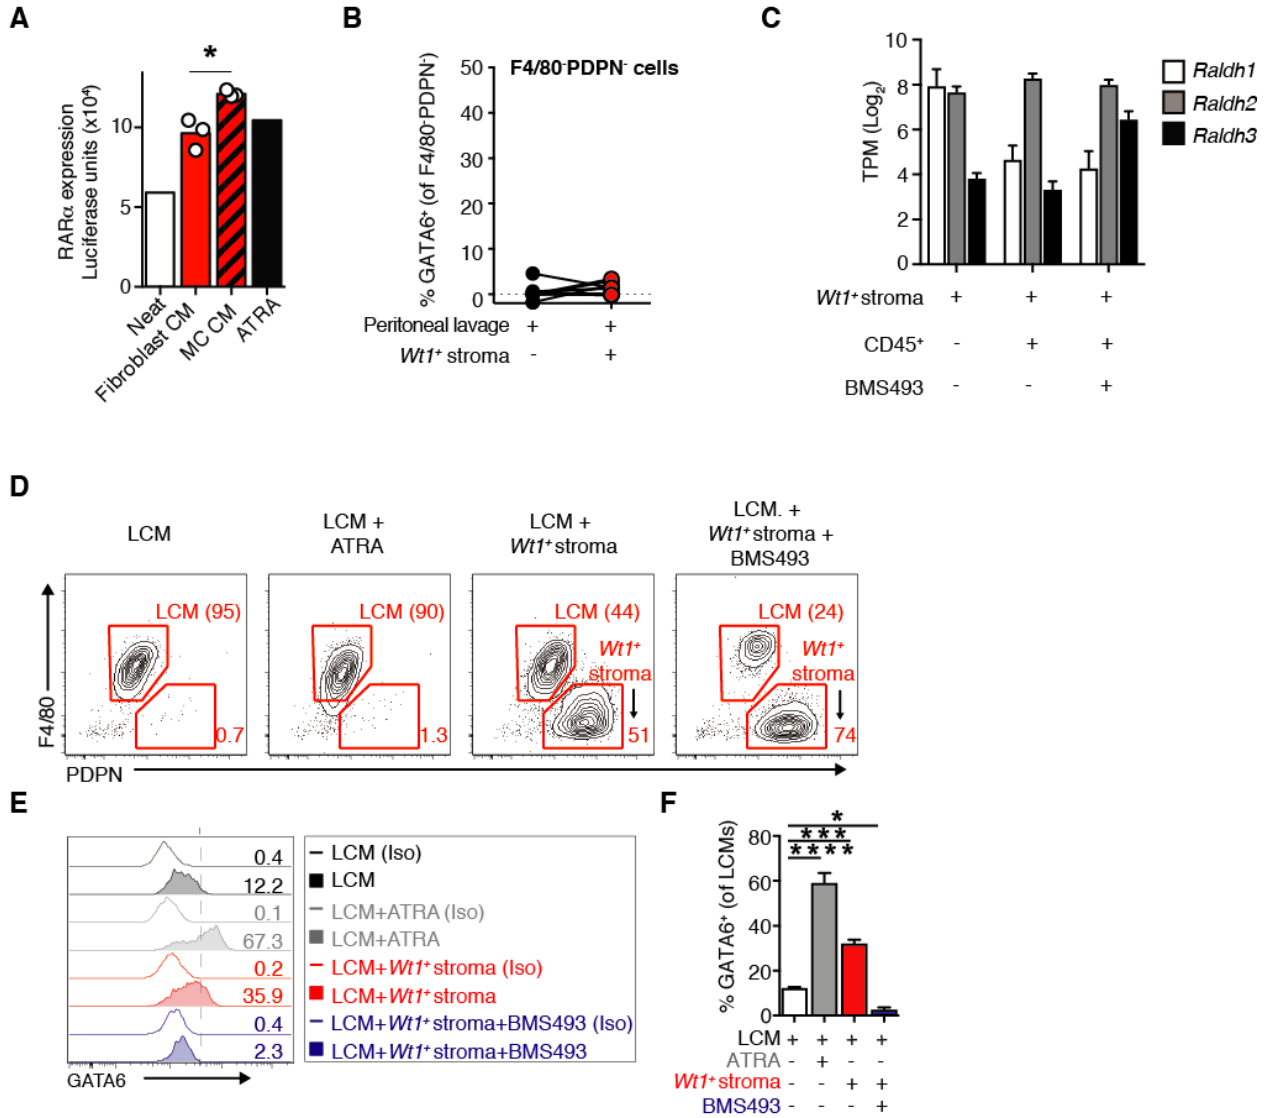 A
*
RARα expression
Luciferase units (x10⁴)
10
5
0
Neat
Fibroblast CM
MC CM
ATRA
B
F4/80⁻PDPN⁻ cells
% GATA6⁺ (of F4/80⁻PDPN⁻)
50
40
30
20
10
0
Peritoneal lavage + +
Wt1⁺ stroma - +
C
TPM (Log₂)
10
8
6
4
2
0
Raldh1
Raldh2
Raldh3
Wt1⁺ stroma + + +
CD45⁺ - + +
BMS493 - - +
D
LCM
LCM +
ATRA
LCM +
Wt1⁺ stroma
LCM. +
Wt1⁺ stroma +
BMS493
LCM (95)
0.7
LCM (90)
1.3
LCM (44)
Wt1⁺
stroma
51
LCM (24)
Wt1⁺
stroma
74
F4/80
PDPN
E
0.4
12.2
0.1
67.3
0.2
35.9
0.4
2.3
GATA6
LCM (Iso)
LCM
LCM+ATRA (Iso)
LCM+ATRA
LCM+Wt1⁺ stroma (Iso)
LCM+Wt1⁺ stroma
LCM+Wt1⁺ stroma+BMS493 (Iso)
LCM+Wt1⁺ stroma+BMS493
F
% GATA6⁺ (of LCMs)
80
60
40
20
0
*
***
****
LCM + + + +
ATRA - + - -
Wt1⁺ stroma - - + +
BMS493 - - - +